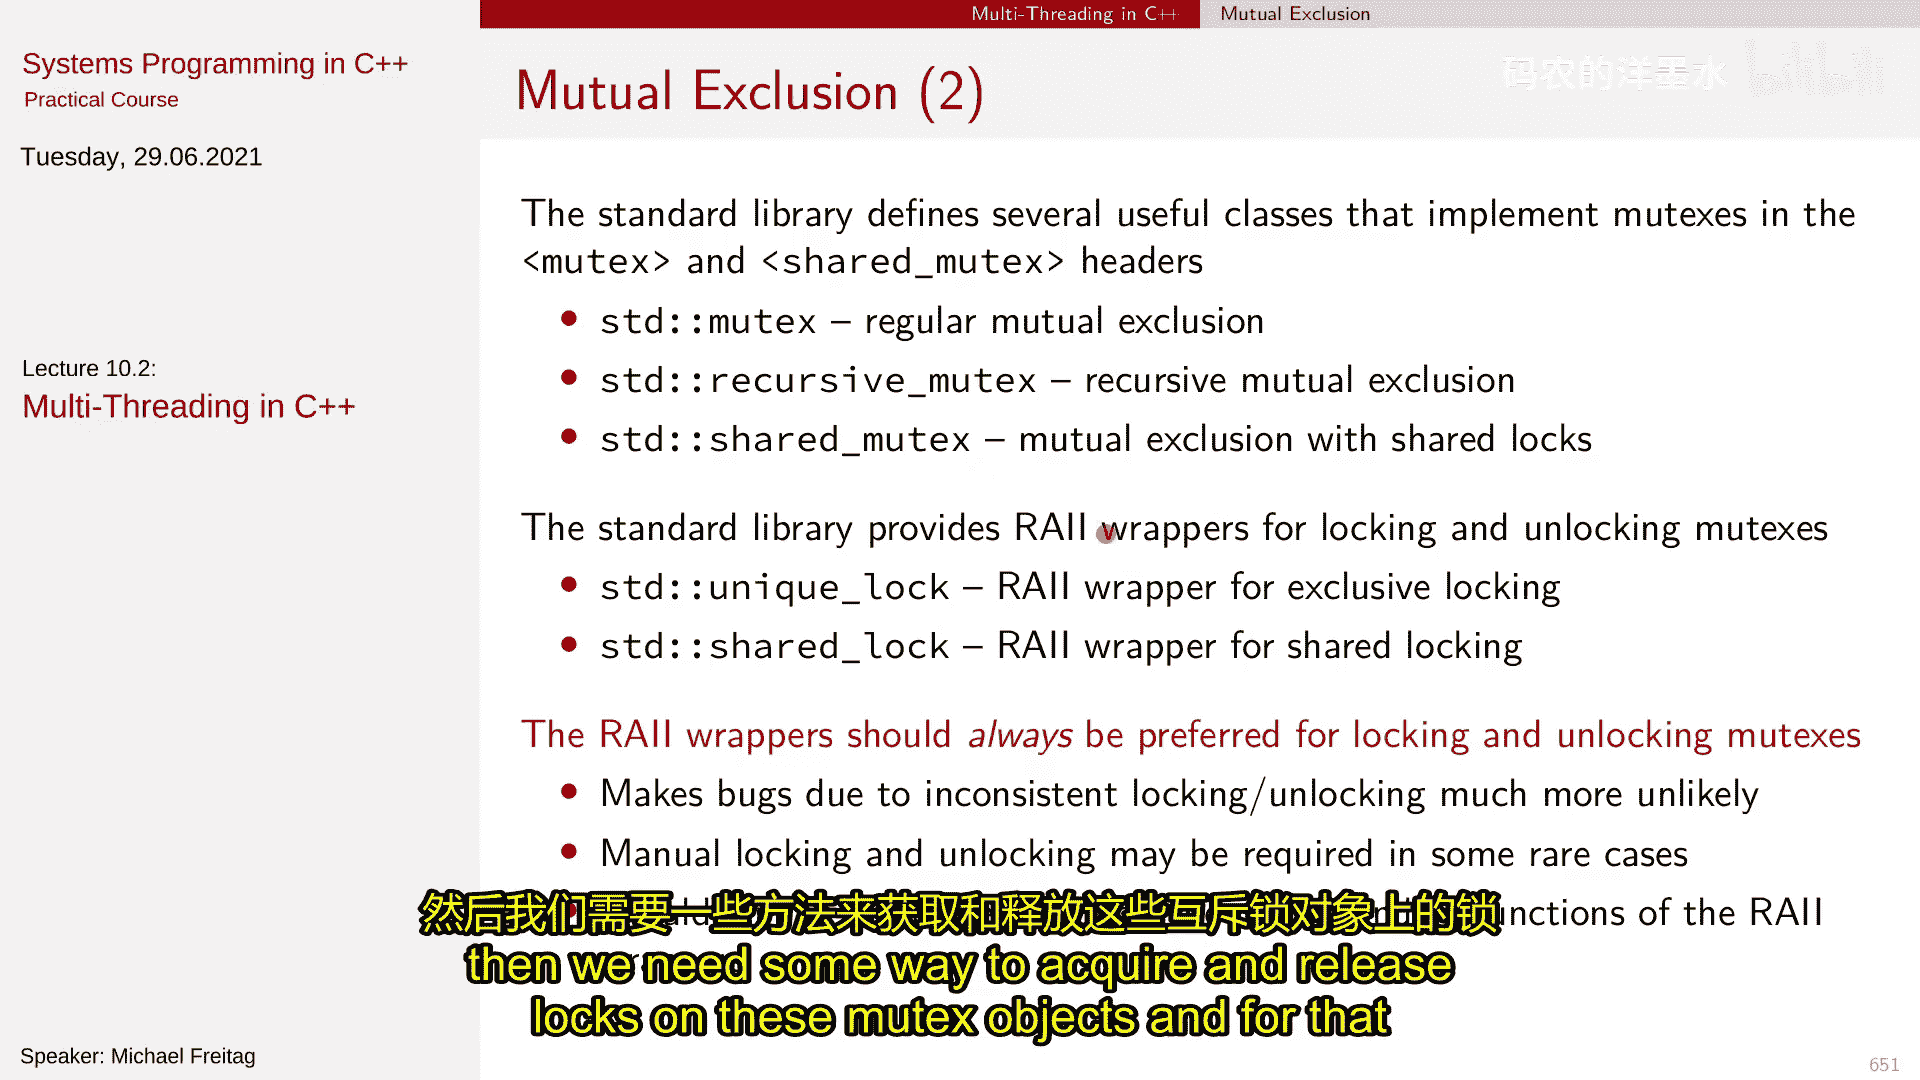 Multi-Threading in C++
Mutual Exclusion
Systems Programming in C++
Practical Course
Tuesday, 29.06.2021
Lecture 10.2:
Multi-Threading in C++
Speaker: Michael Freitag
Mutual Exclusion (2)
码农的洋墨水 bilibili
The standard library defines several useful classes that implement mutexes in the
<mutex> and <shared_mutex> headers
• std::mutex – regular mutual exclusion
• std::recursive_mutex – recursive mutual exclusion
• std::shared_mutex – mutual exclusion with shared locks
The standard library provides RAII wrappers for locking and unlocking mutexes
• std::unique_lock – RAII wrapper for exclusive locking
• std::shared_lock – RAII wrapper for shared locking
The RAII wrappers should always be preferred for locking and unlocking mutexes
• Makes bugs due to inconsistent locking/unlocking much more unlikely
• Manual locking and unlocking may be required in some rare cases
functions of the RAII
然后我们需要一些方法来获取和释放这些互斥锁对象上的锁
then we need some way to acquire and release
locks on these mutex objects and for that
651